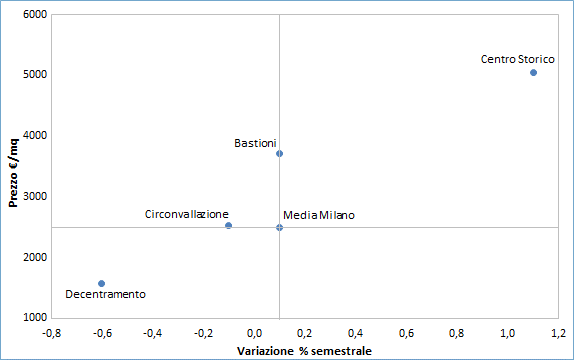 6000
5000
4000
3000
2000
1000
Prezzo €/mq
Centro Storico
Bastioni
Circonvallazione
Media Milano
Decentramento
-0,8 -0,6 -0,4 -0,2 0,0 0,2 0,4 0,6 0,8 1,0 1,2
Variazione % semestrale